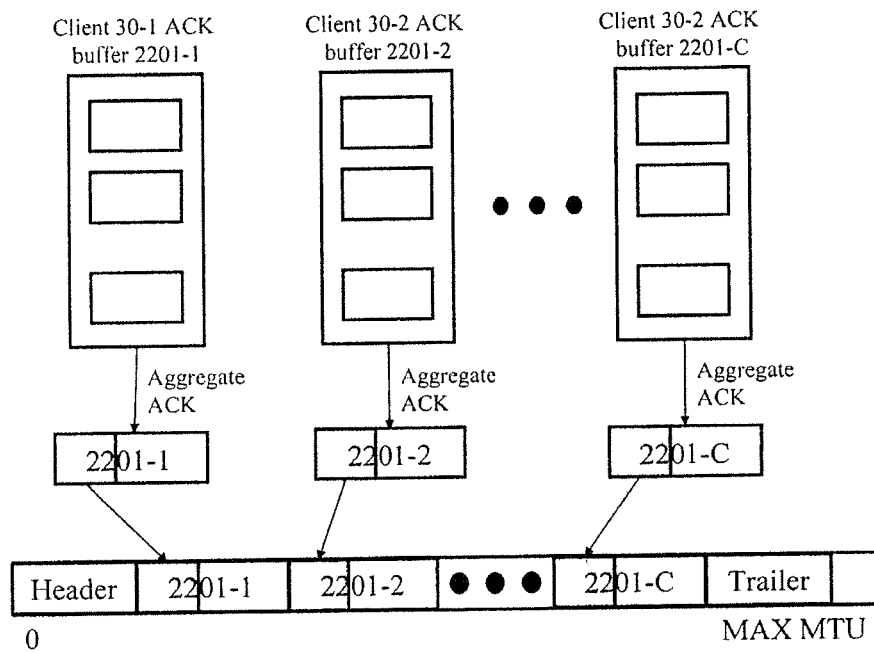 Client 30-1 ACK
buffer 2201-1
Client 30-2 ACK
buffer 2201-2
Client 30-2 ACK
buffer 2201-C
Aggregate
ACK
Aggregate
ACK
Aggregate
ACK
2201-1
2201-2
2201-C
Header
2201-1
2201-2
2201-C
Trailer
0
MAX MTU